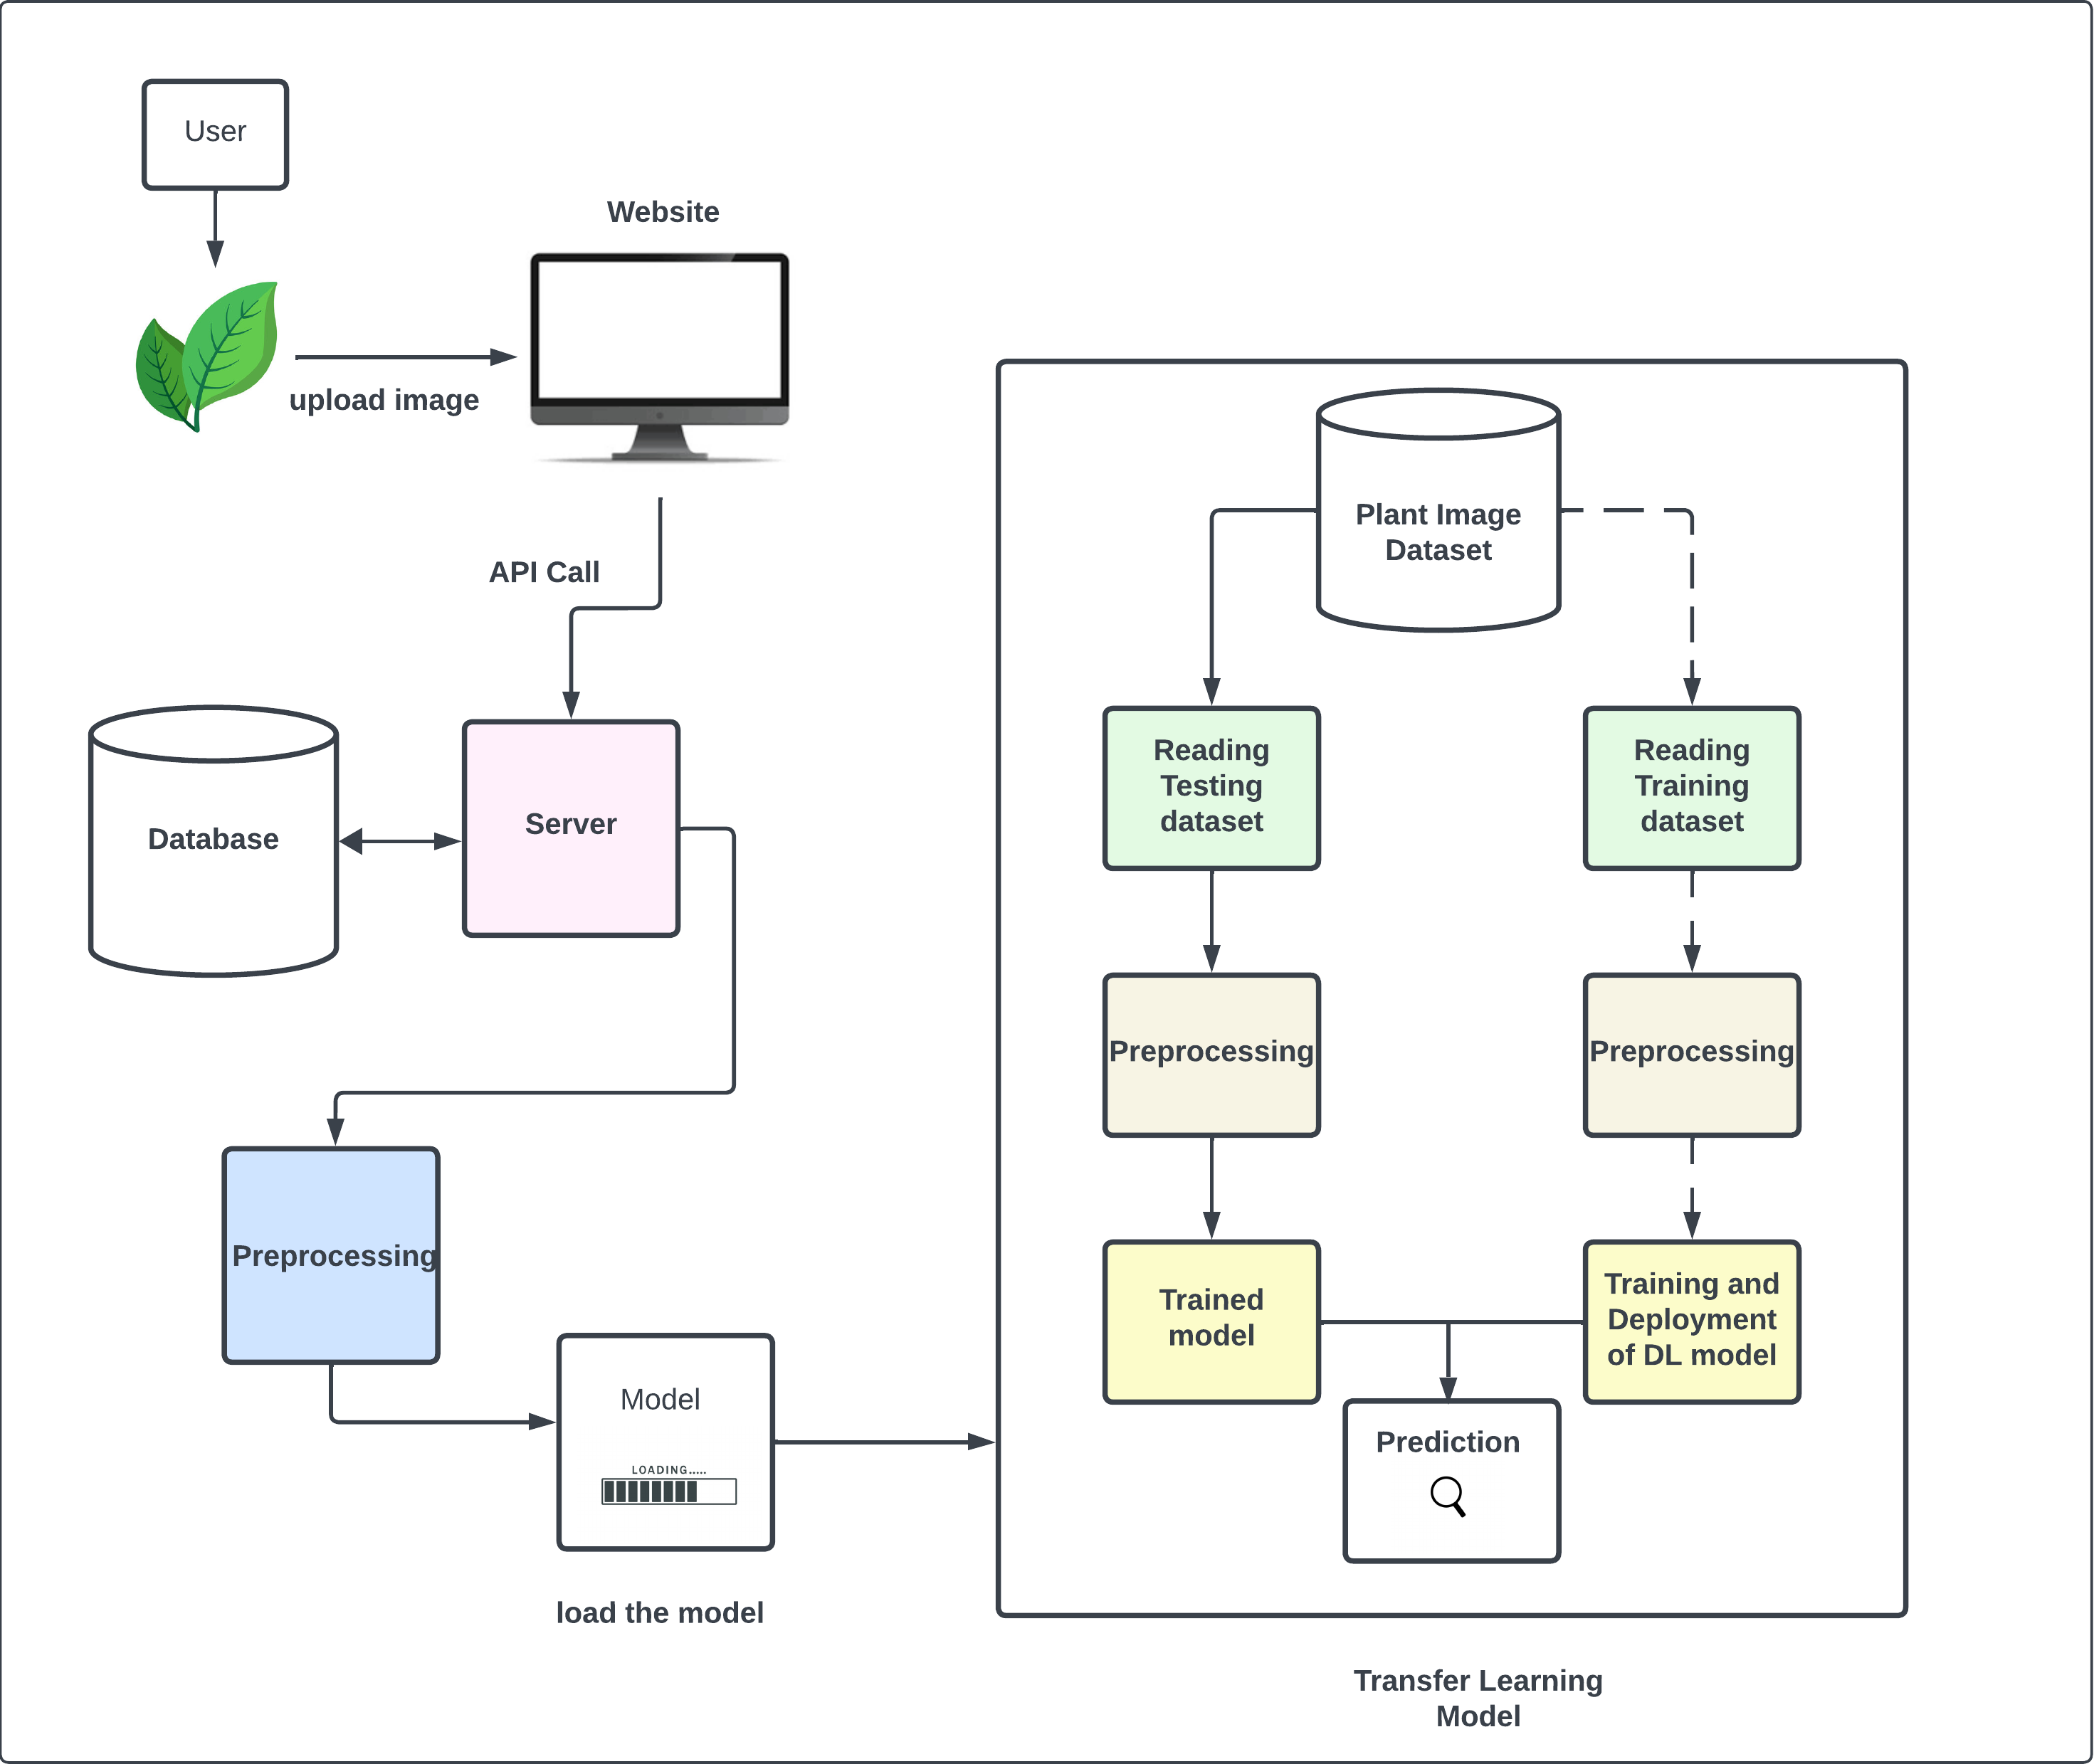 User
Website
upload image
API Call
Database
Server
Preprocessing
Model
LOADING.....
load the model
Plant Image
Dataset
Reading
Testing
dataset
Reading
Training
dataset
Preprocessing
Preprocessing
Trained
model
Training and
Deployment
of DL model
Prediction
Transfer Learning
Model